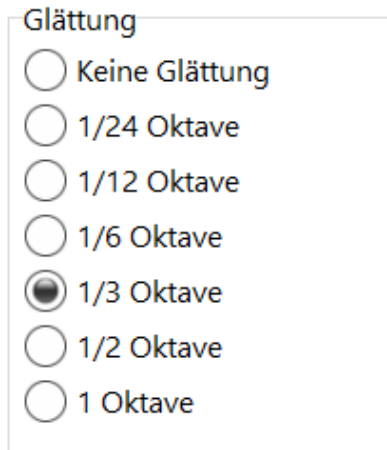 Glättung
Keine Glättung
1/24 Oktave
1/12 Oktave
1/6 Oktave
1/3 Oktave
1/2 Oktave
1 Oktave